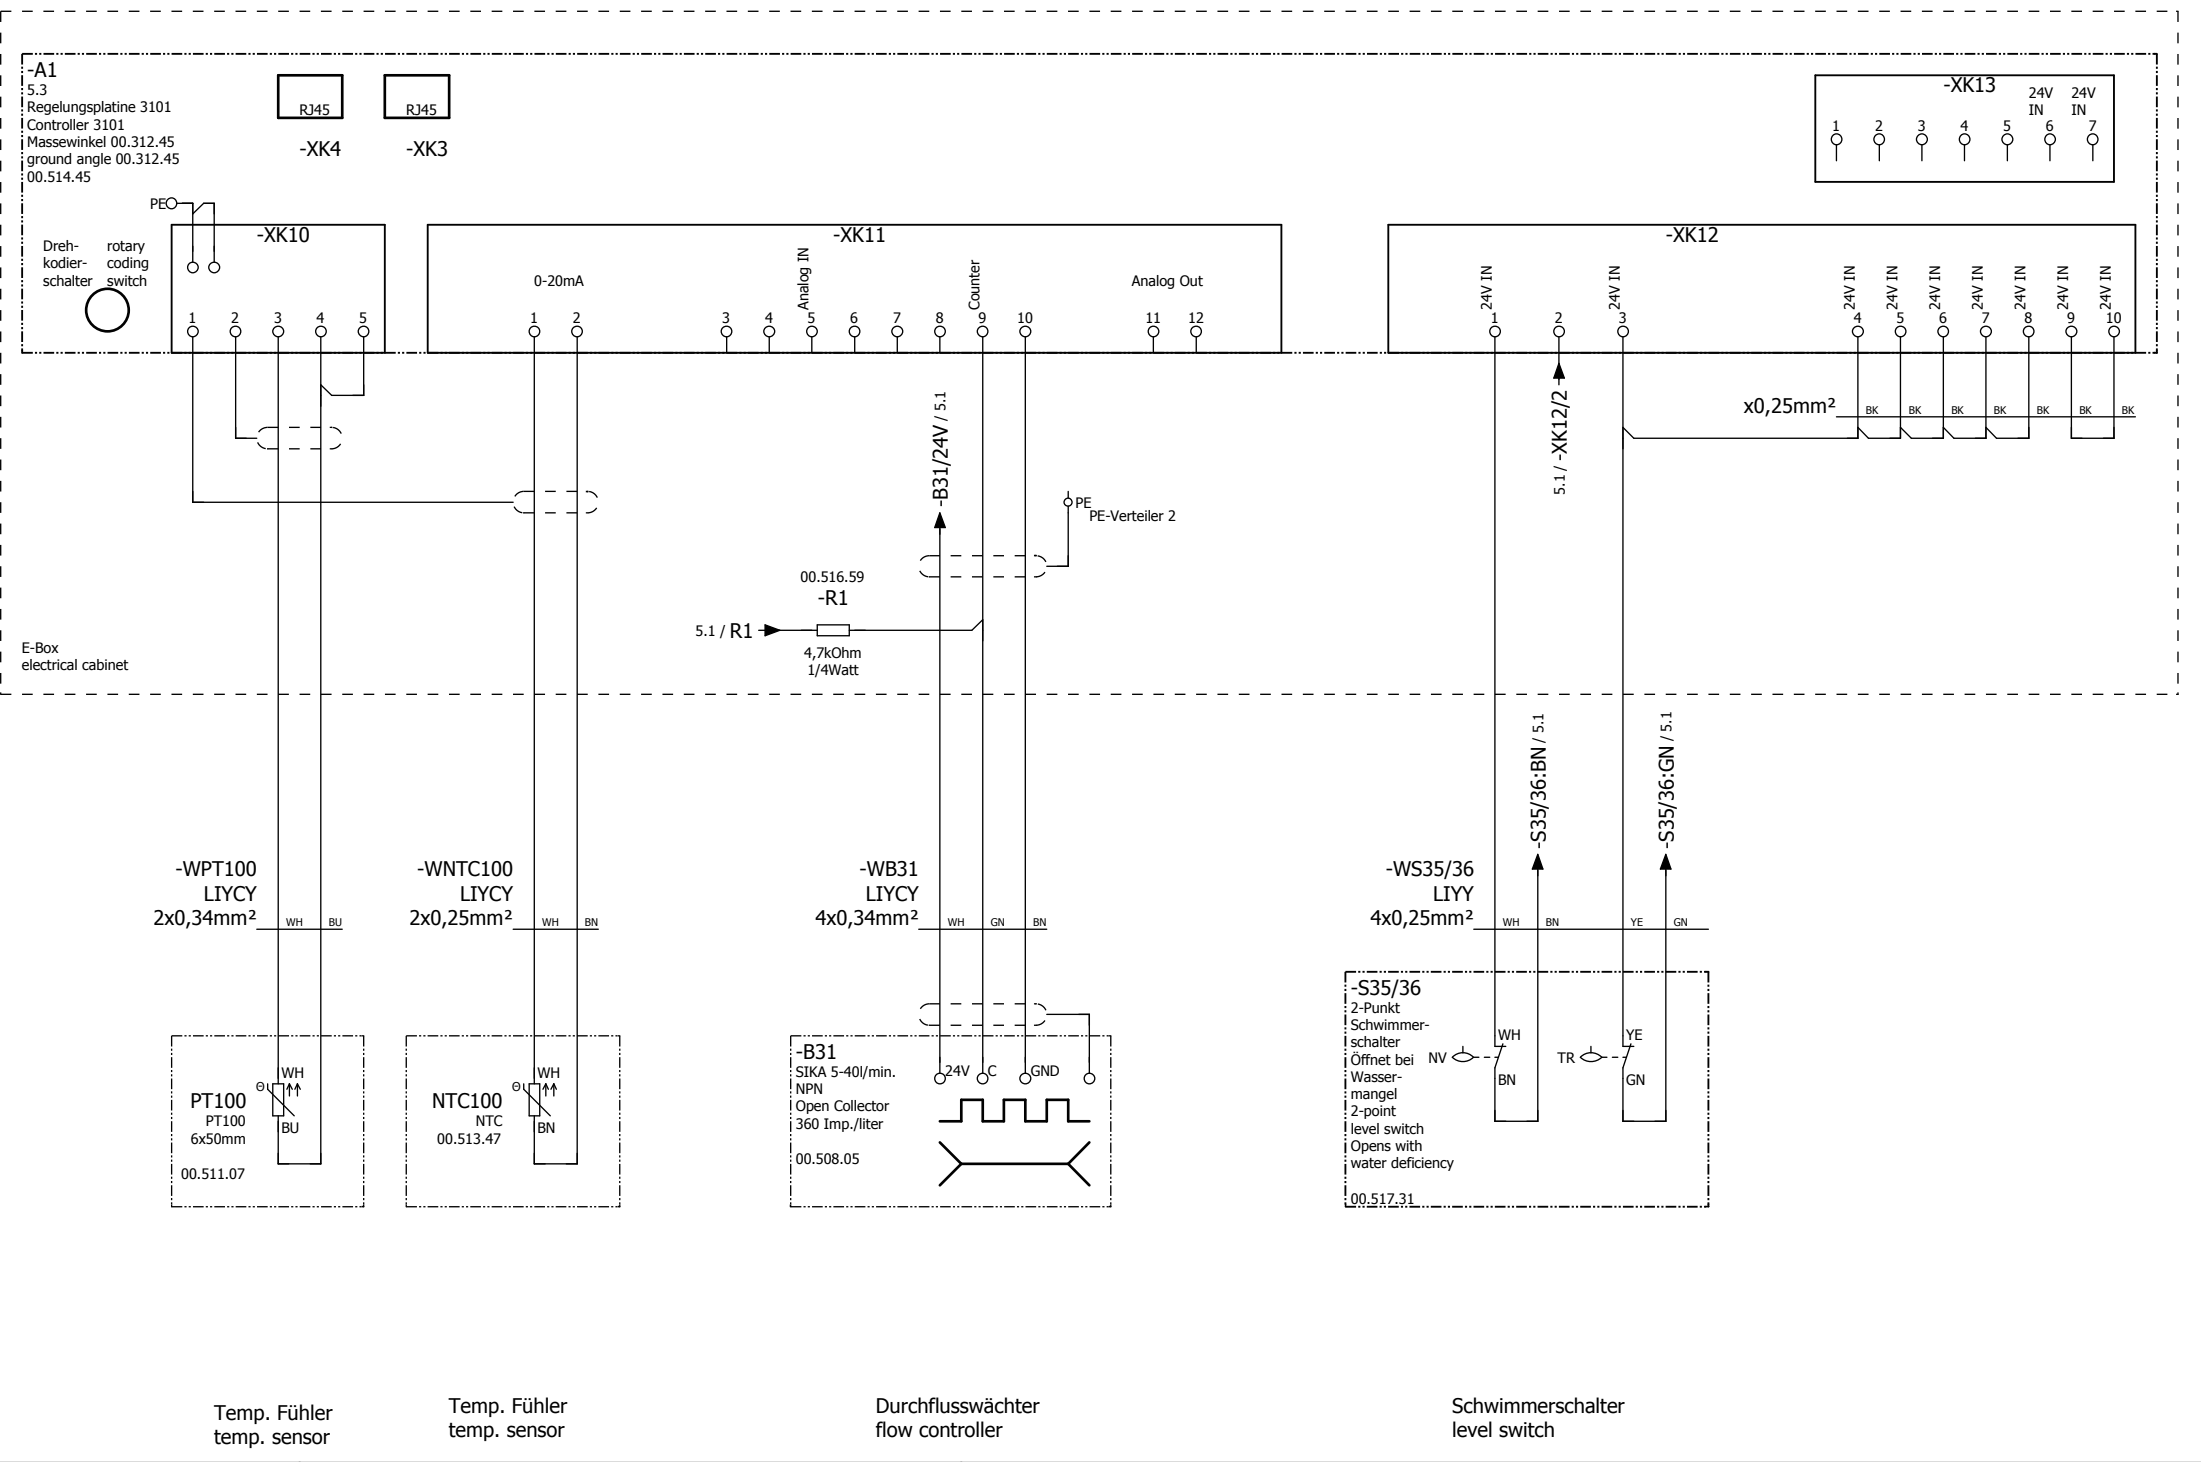 -A1
5.3
Regelungsplatine 3101
Controller 3101
Massewinkel 00.312.45
ground angle 00.312.45
00.514.45
RJ45
-XK4
RJ45
-XK3
-XK13
24V
IN
24V
IN
1 2 3 4 5 6 7
PE
Dreh-
kodier-
schalter
rotary
coding
switch
-XK10
1 2 3 4 5
-XK11
0-20mA
Analog IN
Counter
Analog Out
1 2 3 4 5 6 7 8 9 10 11 12
-XK12
24V IN
24V IN
24V IN
24V IN
24V IN
24V IN
24V IN
24V IN
24V IN
1 2 3 4 5 6 7 8 9 10
-B31/24V / 5.1
5.1 / -XK12/2
x0,25mm²
BK BK BK BK BK BK BK
PE
PE-Verteiler 2
00.516.59
-R1
5.1 / R1
4,7kOhm
1/4Watt
E-Box
electrical cabinet
-S35/36:BN / 5.1
-S35/36:GN / 5.1
-WPT100
LIYCY
2x0,34mm²
WH BU
-WNTC100
LIYCY
2x0,25mm²
WH BN
-WB31
LIYCY
4x0,34mm²
WH GN BN
-WS35/36
LIYY
4x0,25mm²
WH BN YE GN
PT100
PT100
6x50mm
00.511.07
Θ
WH
BU
NTC100
NTC
00.513.47
Θ
WH
BN
-B31
SIKA 5-40l/min.
NPN
Open Collector
360 Imp./liter
00.508.05
24V C GND
-S35/36
2-Punkt
Schwimmer-
schalter
Öffnet bei
Wasser-
mangel
2-point
level switch
Opens with
water deficiency
00.517.31
NV
WH
BN
TR
YE
GN
Temp. Fühler
temp. sensor
Temp. Fühler
temp. sensor
Durchflusswächter
flow controller
Schwimmerschalter
level switch